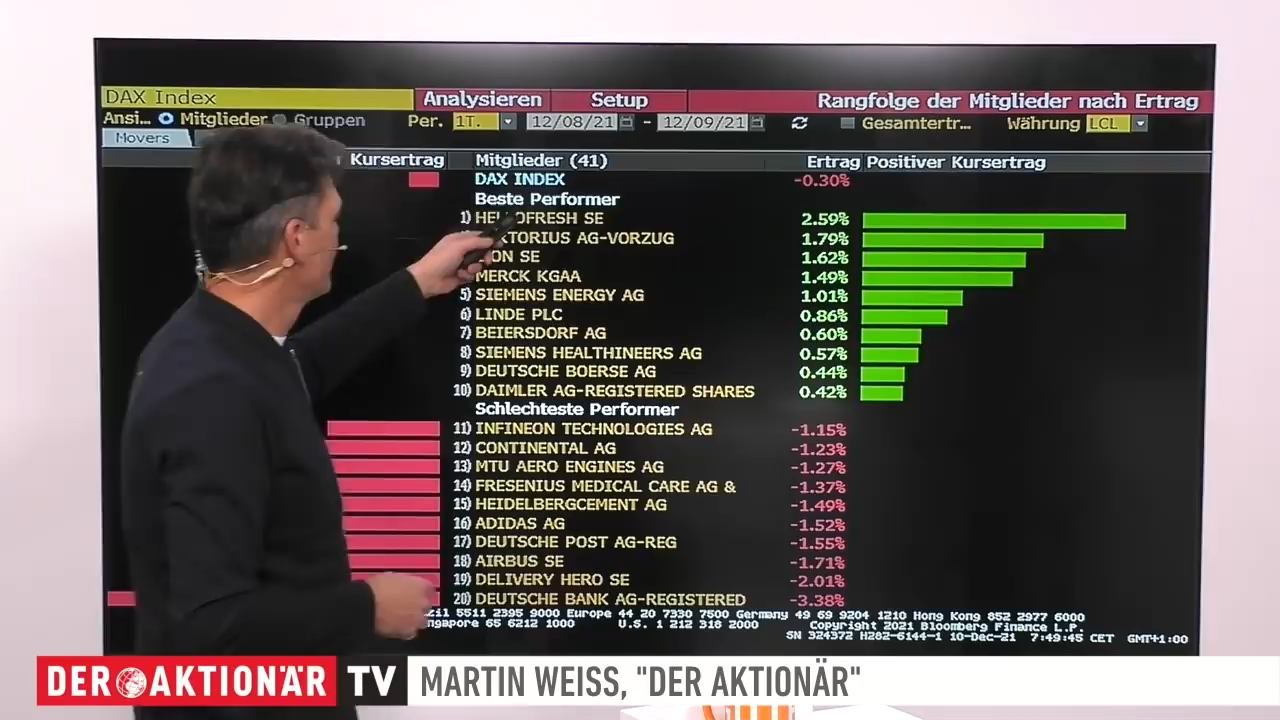 DAX Index Analysieren Setup Rangfolge der Mitglieder nach Ertrag
Ansi… Mitglieder Gruppen Per. 1T. 12/08/21 - 12/09/21 Gesamtertr… Währung LCL
Movers
Kursertrag Mitglieder (41) Ertrag Positiver Kursertrag
DAX INDEX -0.30%
Beste Performer
1) HELLOFRESH SE 2.59%
AG-VORZUG 1.79%
SE 1.62%
MERCK KGAA 1.49%
5) SIEMENS ENERGY AG 1.01%
6) LINDE PLC 0.86%
7) BEIERSDORF AG 0.60%
8) SIEMENS HEALTHINEERS AG 0.57%
9) DEUTSCHE BOERSE AG 0.44%
10) DAIMLER AG-REGISTERED SHARES 0.42%
Schlechteste Performer
11) INFINEON TECHNOLOGIES AG -1.15%
12) CONTINENTAL AG -1.23%
13) MTU AERO ENGINES AG -1.27%
14) FRESENIUS MEDICAL CARE AG & -1.37%
15) HEIDELBERGCEMENT AG -1.49%
16) ADIDAS AG -1.52%
17) DEUTSCHE POST AG-REG -1.55%
18) AIRBUS SE -1.71%
19) DELIVERY HERO SE -2.01%
20) DEUTSCHE BANK AG-REGISTERED -3.38%
5511 2395 9000 Europe 44 20 7330 7500 Germany 49 69 9204 1210 Hong Kong 852 2977 6000
65 6212 1000 U.S. 1 212 318 2000 Copyright 2021 Bloomberg Finance L.P.
SN 324372 H282-6144-1 10-Dec-21 7:49:45 CET GMT+1:00
DER AKTIONÄR TV MARTIN WEISS, "DER AKTIONÄR"